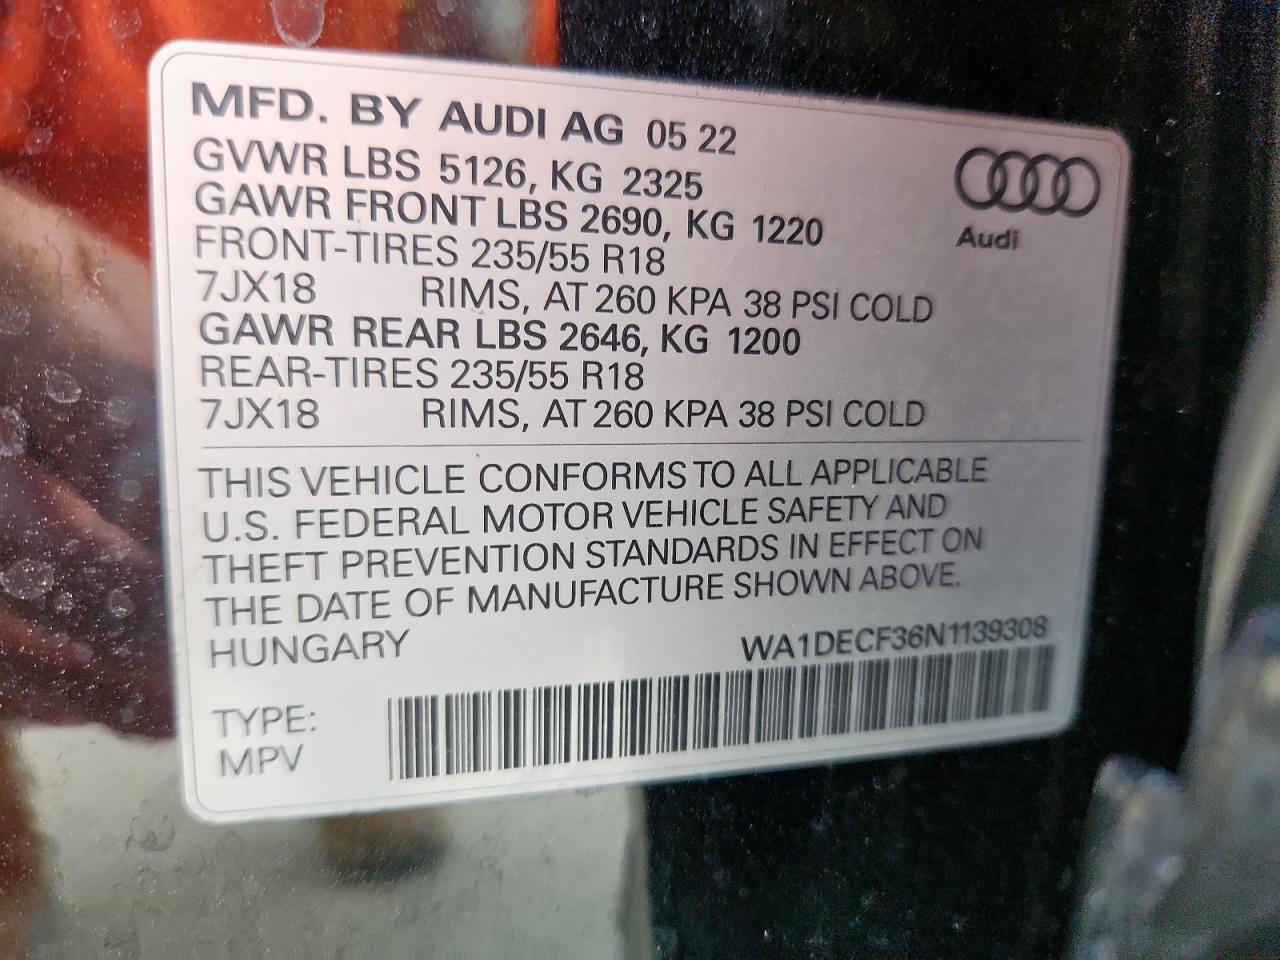 MFD. BY AUDI AG 05 22
GVWR LBS 5126, KG 2325
GAWR FRONT LBS 2690, KG 1220
FRONT-TIRES 235/55 R18
7JX18 RIMS, AT 260 KPA 38 PSI COLD
GAWR REAR LBS 2646, KG 1200
REAR-TIRES 235/55 R18
7JX18 RIMS, AT 260 KPA 38 PSI COLD
Audi
THIS VEHICLE CONFORMS TO ALL APPLICABLE
U.S. FEDERAL MOTOR VEHICLE SAFETY AND
THEFT PREVENTION STANDARDS IN EFFECT ON
THE DATE OF MANUFACTURE SHOWN ABOVE.
HUNGARY WA1DECF36N1139308
TYPE:
MPV